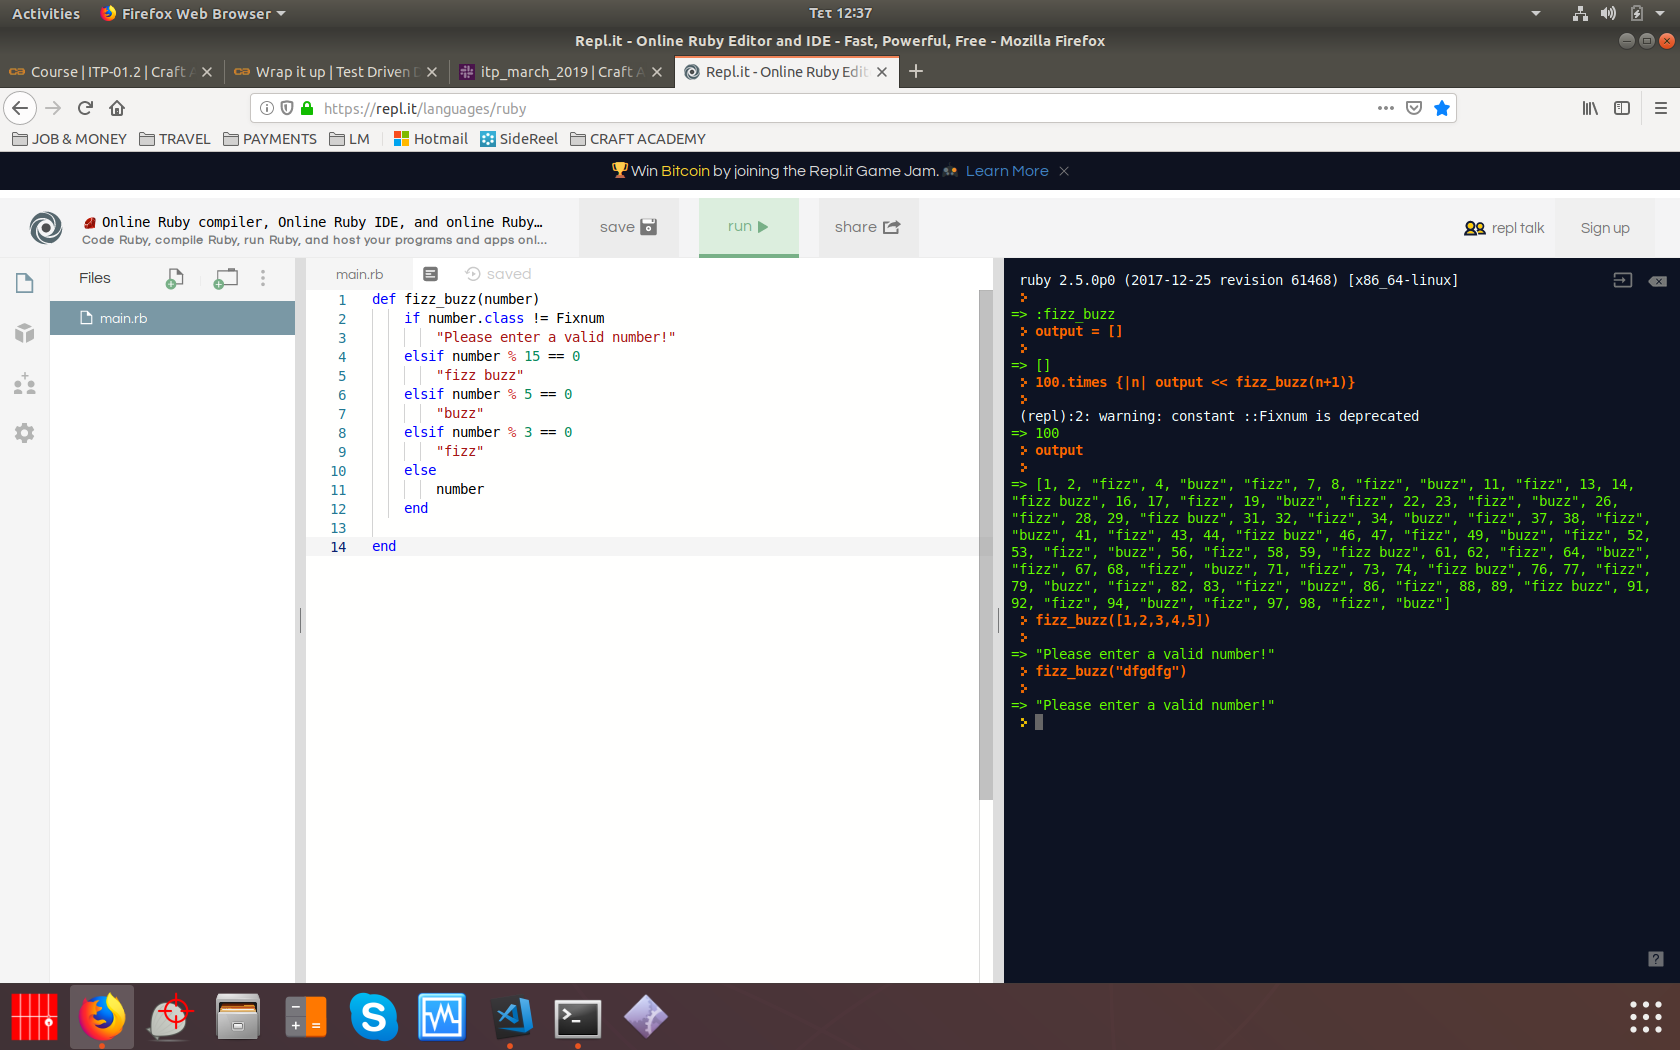 Activities Firefox Web Browser Τετ 12:37
Repl.it - Online Ruby Editor and IDE - Fast, Powerful, Free - Mozilla Firefox
Course | ITP-01.2 | Craft A Wrap it up | Test Driven D itp_march_2019 | Craft A Repl.it - Online Ruby Edit
https://repl.it/languages/ruby
JOB & MONEY TRAVEL PAYMENTS LM Hotmail SideReel CRAFT ACADEMY
Win Bitcoin by joining the Repl.it Game Jam. Learn More
Online Ruby compiler, Online Ruby IDE, and online Ruby…
Code Ruby, compile Ruby, run Ruby, and host your programs and apps onl...
save run share repl talk Sign up
Files
main.rb
main.rb saved
1 def fizz_buzz(number)
2 if number.class != Fixnum
3 "Please enter a valid number!"
4 elsif number % 15 == 0
5 "fizz buzz"
6 elsif number % 5 == 0
7 "buzz"
8 elsif number % 3 == 0
9 "fizz"
10 else
11 number
12 end
13
14 end
ruby 2.5.0p0 (2017-12-25 revision 61468) [x86_64-linux]
=> :fizz_buzz
output = []
=> []
100.times {|n| output << fizz_buzz(n+1)}
(repl):2: warning: constant ::Fixnum is deprecated
=> 100
output
=> [1, 2, "fizz", 4, "buzz", "fizz", 7, 8, "fizz", "buzz", 11, "fizz", 13, 14,
"fizz buzz", 16, 17, "fizz", 19, "buzz", "fizz", 22, 23, "fizz", "buzz", 26,
"fizz", 28, 29, "fizz buzz", 31, 32, "fizz", 34, "buzz", "fizz", 37, 38, "fizz",
"buzz", 41, "fizz", 43, 44, "fizz buzz", 46, 47, "fizz", 49, "buzz", "fizz", 52,
53, "fizz", "buzz", 56, "fizz", 58, 59, "fizz buzz", 61, 62, "fizz", 64, "buzz",
"fizz", 67, 68, "fizz", "buzz", 71, "fizz", 73, 74, "fizz buzz", 76, 77, "fizz",
79, "buzz", "fizz", 82, 83, "fizz", "buzz", 86, "fizz", 88, 89, "fizz buzz", 91,
92, "fizz", 94, "buzz", "fizz", 97, 98, "fizz", "buzz"]
fizz_buzz([1,2,3,4,5])
=> "Please enter a valid number!"
fizz_buzz("dfgdfg")
=> "Please enter a valid number!"